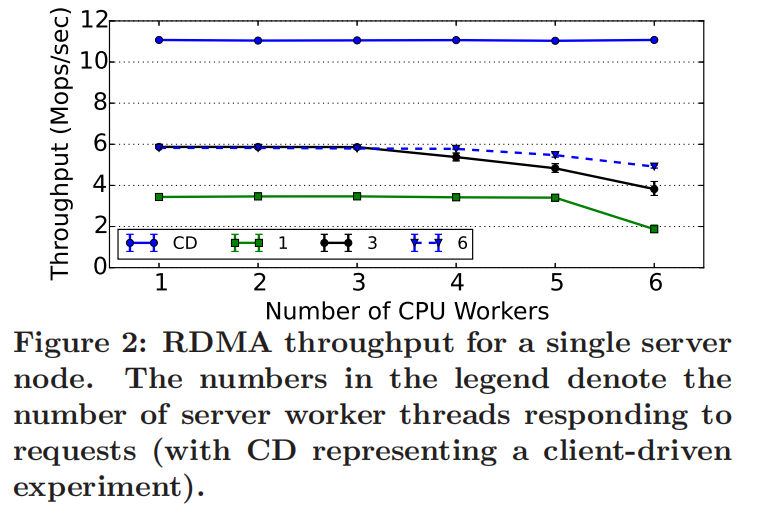 12
10
8
6
4
2
0
Throughput (Mops/sec)
CD 1 3 6
1 2 3 4 5 6
Number of CPU Workers
Figure 2: RDMA throughput for a single server
node. The numbers in the legend denote the
number of server worker threads responding to
requests (with CD representing a client-driven
experiment).